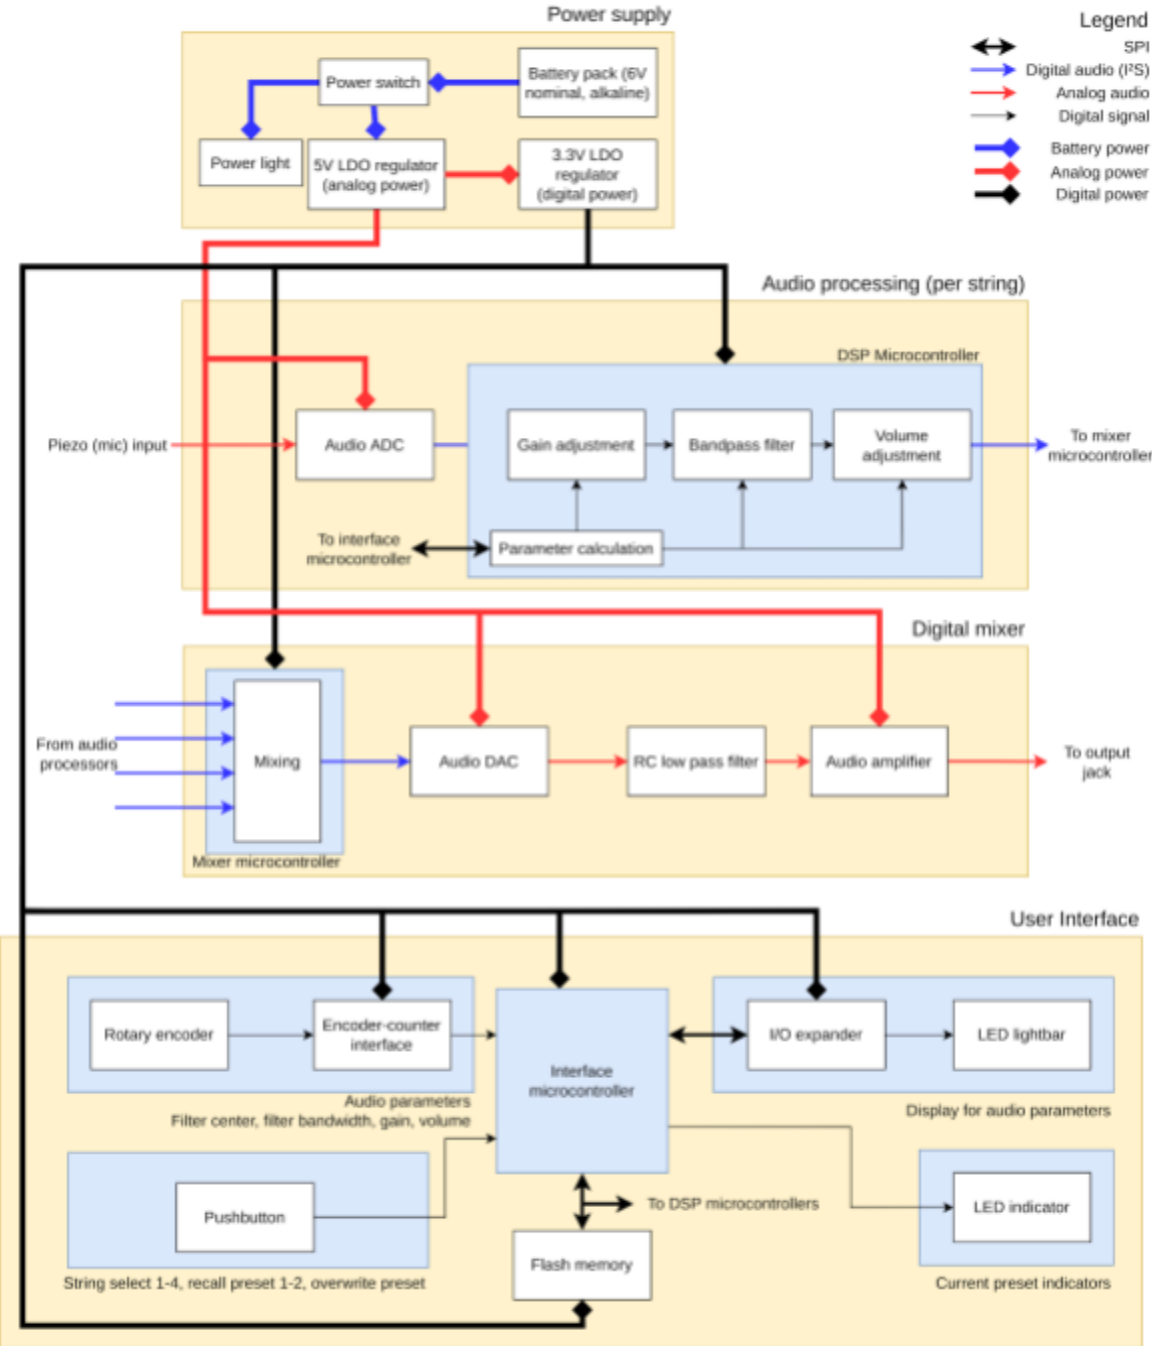 Power supply
Legend
SPI
Digital audio (I²S)
Analog audio
Digital signal
Battery power
Analog power
Digital power
Power switch
Battery pack (6V
nominal, alkaline)
Power light
5V LDO regulator
(analog power)
3.3V LDO
regulator
(digital power)
Audio processing (per string)
DSP Microcontroller
Piezo (mic) input
Audio ADC
Gain adjustment
Bandpass filter
Volume
adjustment
To mixer
microcontroller
To interface
microcontroller
Parameter calculation
Digital mixer
From audio
processors
Mixing
Audio DAC
RC low pass filter
Audio amplifier
To output
jack
Mixer microcontroller
User Interface
Rotary encoder
Encoder-counter
interface
Interface
microcontroller
I/O expander
LED lightbar
Audio parameters
Filter center, filter bandwidth, gain, volume
Display for audio parameters
Pushbutton
To DSP microcontrollers
LED indicator
Flash memory
String select 1-4, recall preset 1-2, overwrite preset
Current preset indicators